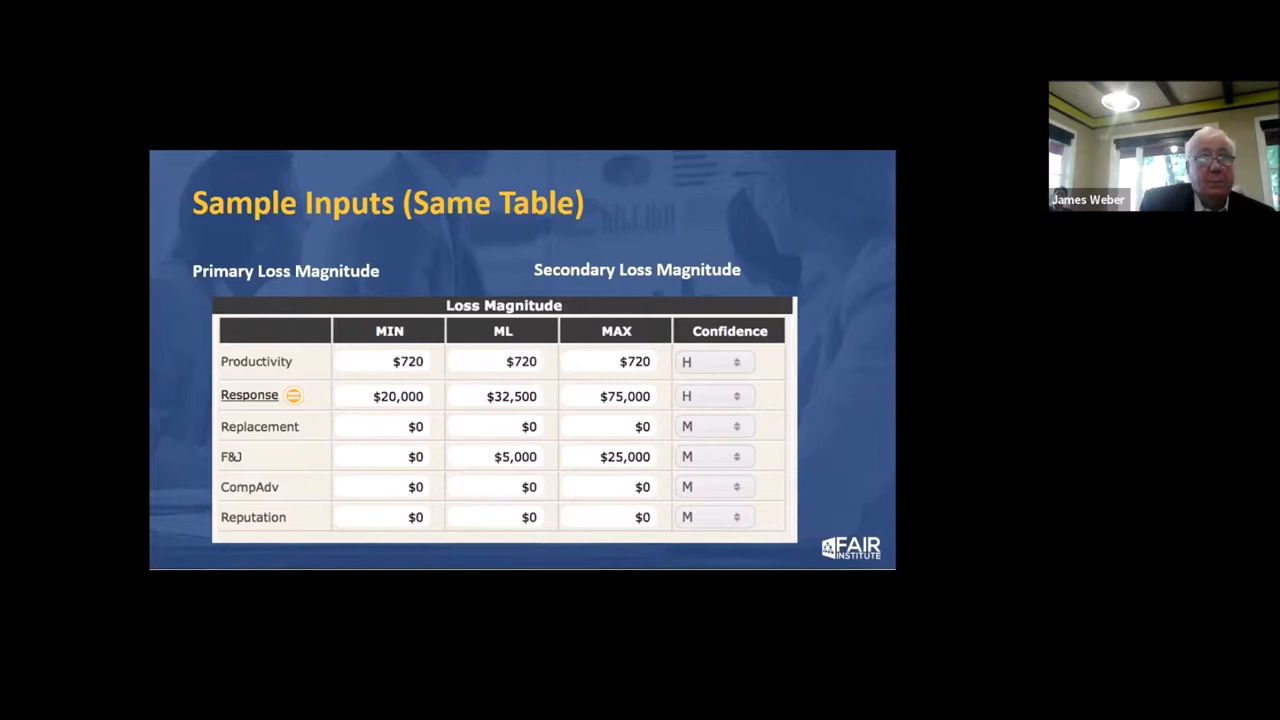 Sample Inputs (Same Table)
Primary Loss Magnitude Secondary Loss Magnitude
Loss Magnitude
MIN ML MAX Confidence
Productivity $720 $720 $720 H
Response $20,000 $32,500 $75,000 H
Replacement $0 $0 $0 M
F&J $0 $5,000 $25,000 M
CompAdv $0 $0 $0 M
Reputation $0 $0 $0 M
FAIR
INSTITUTE
James Weber